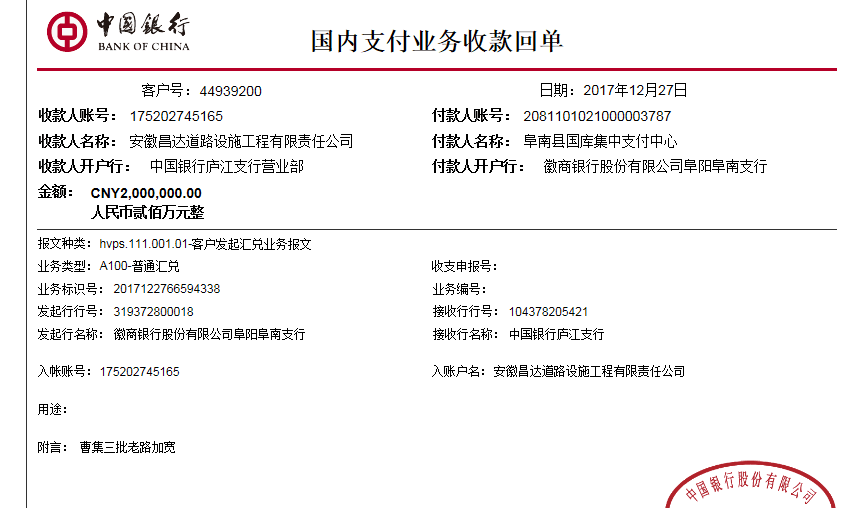 中国银行
BANK OF CHINA
国内支付业务收款回单
客户号：44939200 日期：2017年12月27日
收款人账号：175202745165 付款人账号：2081101021000003787
收款人名称：安徽昌达道路设施工程有限责任公司 付款人名称：阜南县国库集中支付中心
收款人开户行：中国银行庐江支行营业部 付款人开户行：徽商银行股份有限公司阜阳阜南支行
金额：CNY2,000,000.00
人民币贰佰万元整
报文种类：hvps.111.001.01-客户发起汇兑业务报文
业务类型：A100-普通汇兑 收支申报号：
业务标识号：2017122766594338 业务编号：
发起行行号：319372800018 接收行行号：104378205421
发起行名称：徽商银行股份有限公司阜阳阜南支行 接收行名称：中国银行庐江支行
入帐账号：175202745165 入账户名：安徽昌达道路设施工程有限责任公司
用途：
附言：曹集三批老路加宽
中国银行股份有限公司